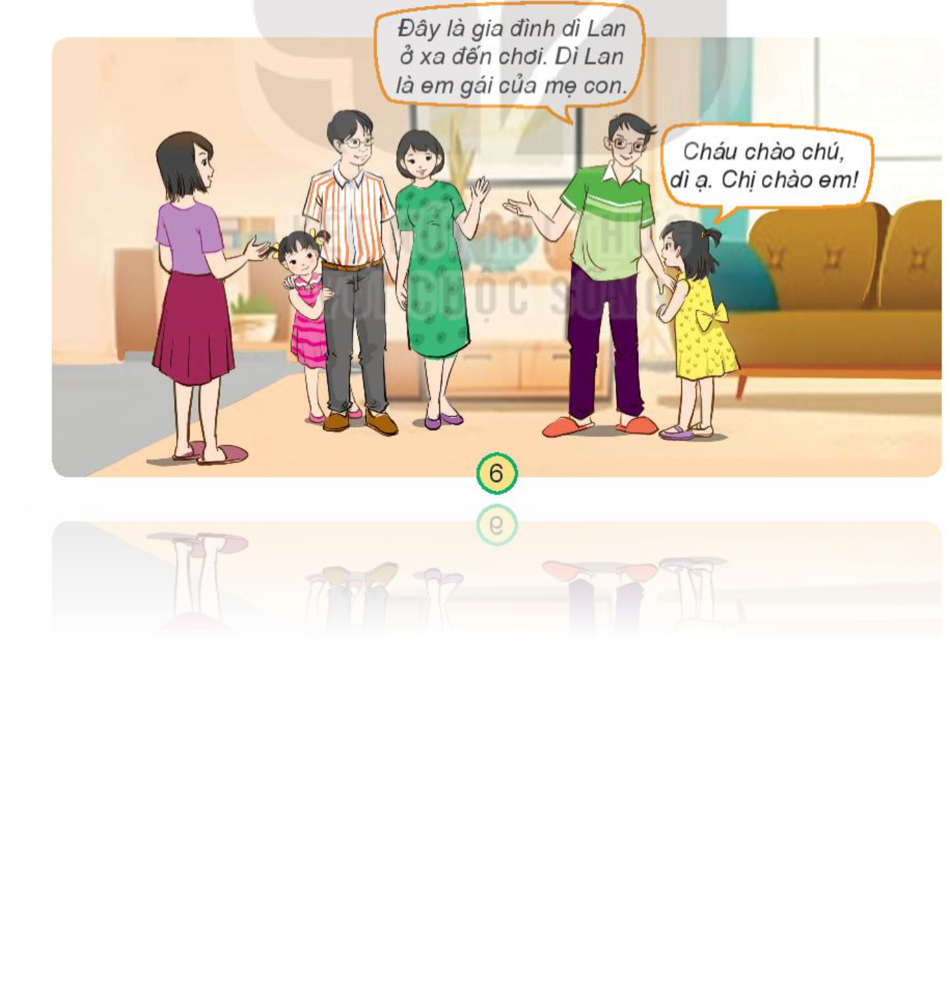 Đây là gia đình dì Lan
ở xa đến chơi. Dì Lan
là em gái của mẹ con.
Cháu chào chú,
dì ạ. Chị chào em!
6